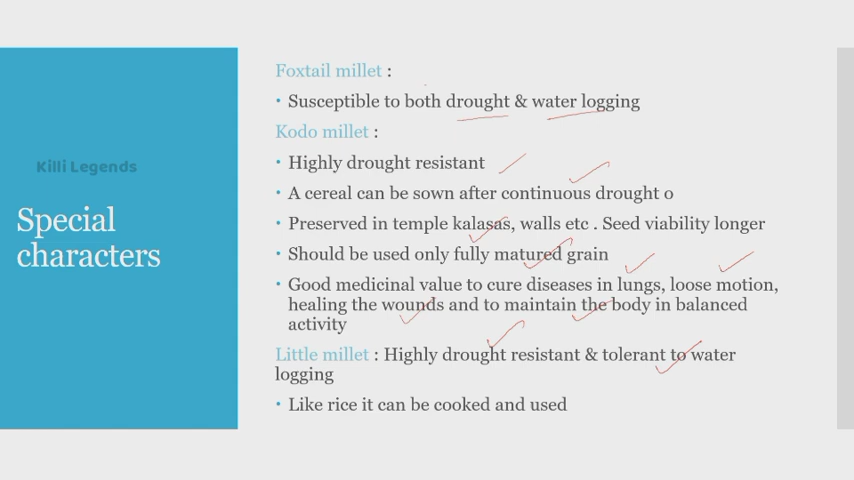 Killi Legends
Special
characters
Foxtail millet :
• Susceptible to both drought & water logging
Kodo millet :
• Highly drought resistant
• A cereal can be sown after continuous drought o
• Preserved in temple kalasas, walls etc . Seed viability longer
• Should be used only fully matured grain
• Good medicinal value to cure diseases in lungs, loose motion,
healing the wounds and to maintain the body in balanced
activity
Little millet : Highly drought resistant & tolerant to water
logging
• Like rice it can be cooked and used